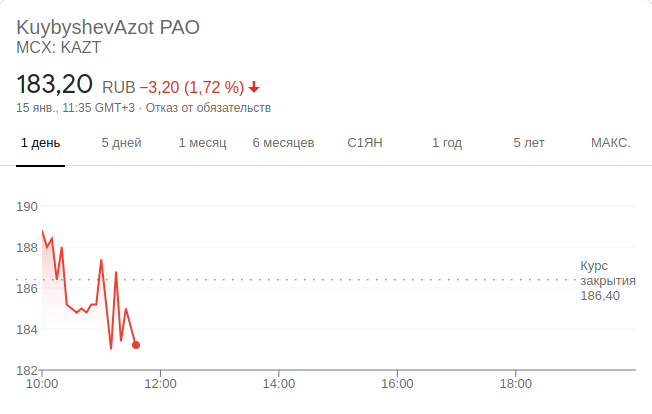 KuybyshevAzot PAO
MCX: KAZT
183,20 RUB −3,20 (1,72 %)
15 янв., 11:35 GMT+3 · Отказ от обязательств
1 день 5 дней 1 месяц 6 месяцев С1ЯН 1 год 5 лет МАКС.
190
188
186
184
182
Курс
закрытия
186,40
10:00 12:00 14:00 16:00 18:00